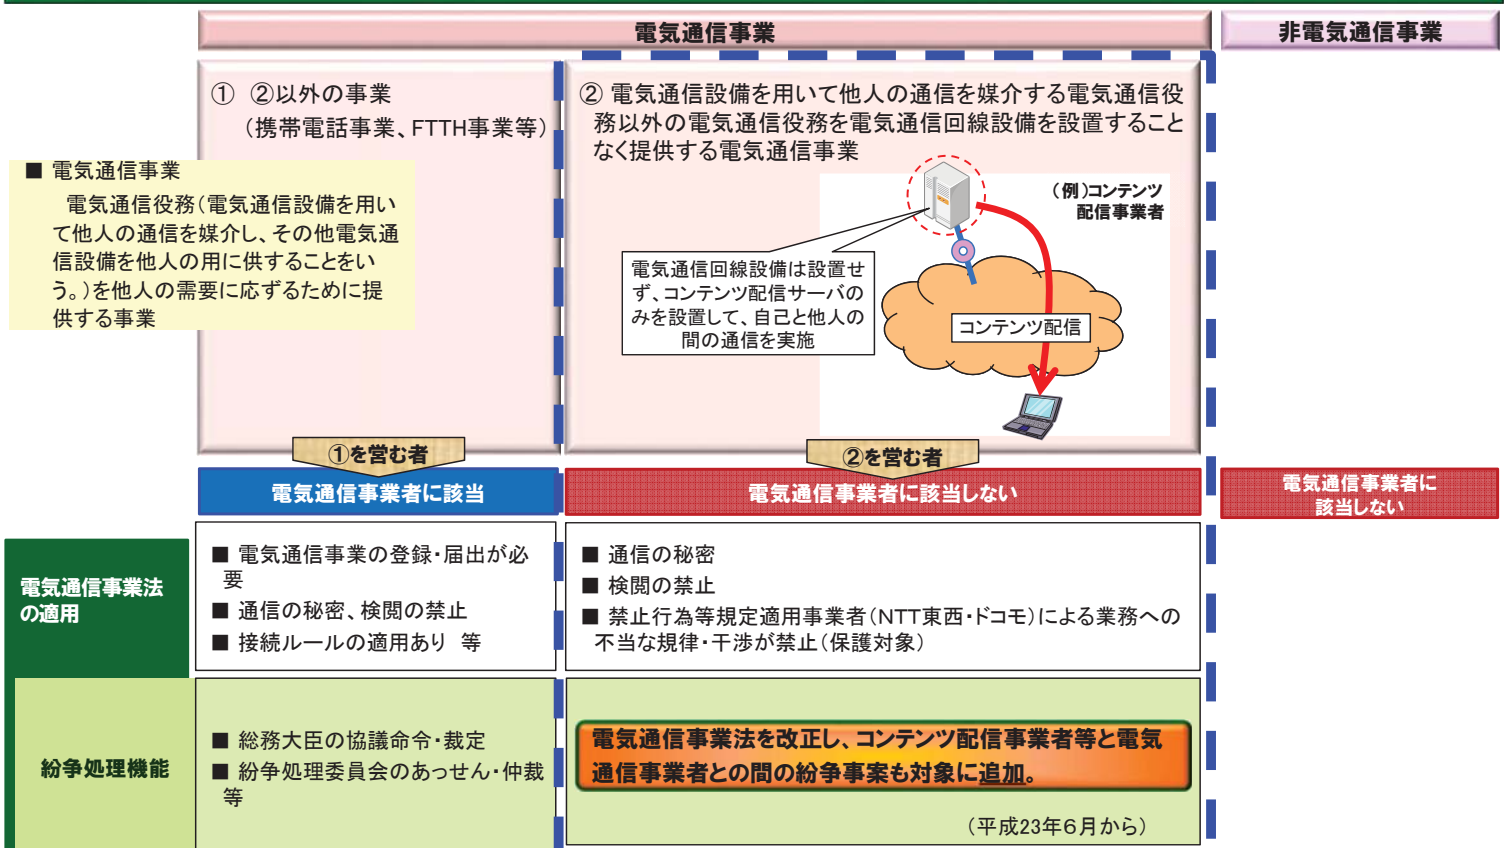 電気通信事業
非電気通信事業
① ②以外の事業
（携帯電話事業、FTTH事業等）
② 電気通信設備を用いて他人の通信を媒介する電気通信役
務以外の電気通信役務を電気通信回線設備を設置すること
なく提供する電気通信事業
■ 電気通信事業
電気通信役務（電気通信設備を用い
て他人の通信を媒介し、その他電気通
信設備を他人の用に供することをい
う。）を他人の需要に応ずるために提
供する事業
（例）コンテンツ
配信事業者
電気通信回線設備は設置せ
ず、コンテンツ配信サーバの
みを設置して、自己と他人の
間の通信を実施
コンテンツ配信
①を営む者
②を営む者
電気通信事業者に該当
電気通信事業者に該当しない
電気通信事業者に
該当しない
電気通信事業法
の適用
■ 電気通信事業の登録・届出が必
要
■ 通信の秘密、検閲の禁止
■ 接続ルールの適用あり 等
■ 通信の秘密
■ 検閲の禁止
■ 禁止行為等規定適用事業者（NTT東西・ドコモ）による業務への
不当な規律・干渉が禁止（保護対象）
紛争処理機能
■ 総務大臣の協議命令・裁定
■ 紛争処理委員会のあっせん・仲裁
等
電気通信事業法を改正し、コンテンツ配信事業者等と電気
通信事業者との間の紛争事案も対象に追加。
（平成23年６月から）